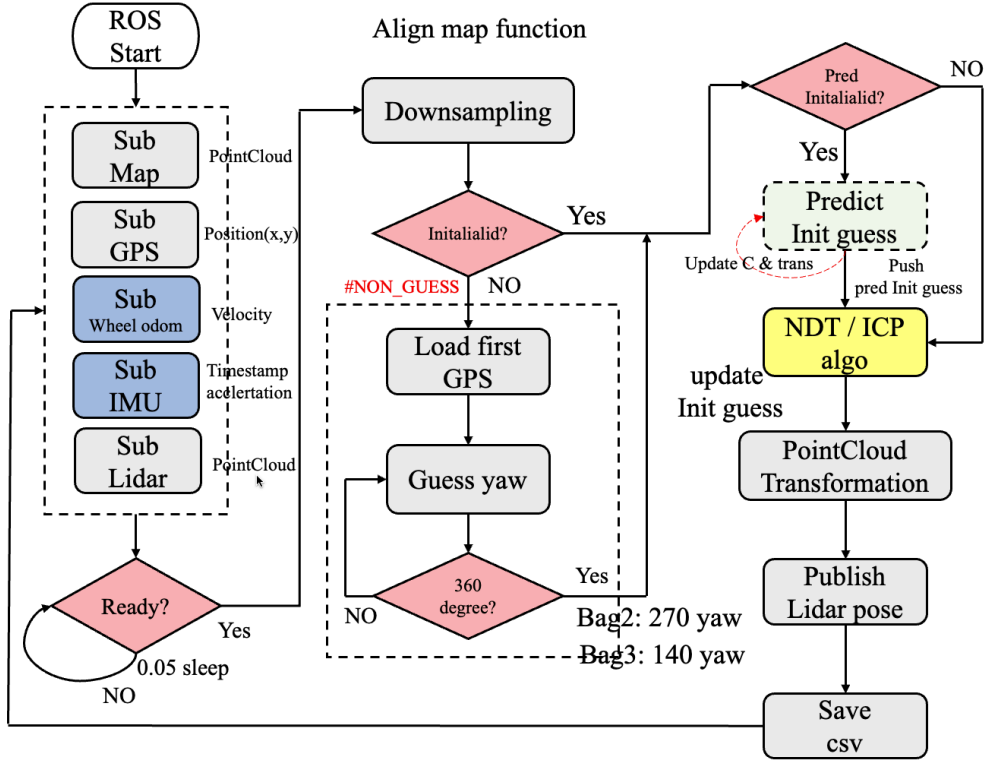 ROS
Start
Sub
Map
PointCloud
Sub
GPS
Position(x,y)
Sub
Wheel odom
Velocity
Sub
IMU
Timestamp
accelertation
Sub
Lidar
PointCloud
Ready?
Yes
0.05 sleep
NO
Align map function
Downsampling
Initalialid?
Yes
#NON_GUESS
NO
Load first
GPS
Guess yaw
360
degree?
Yes
NO
Bag2: 270 yaw
Bag3: 140 yaw
Pred
Initalialid?
NO
Yes
Predict
Init guess
Update C & trans
Push
pred Init guess
NDT / ICP
algo
update
Init guess
PointCloud
Transformation
Publish
Lidar pose
Save
csv